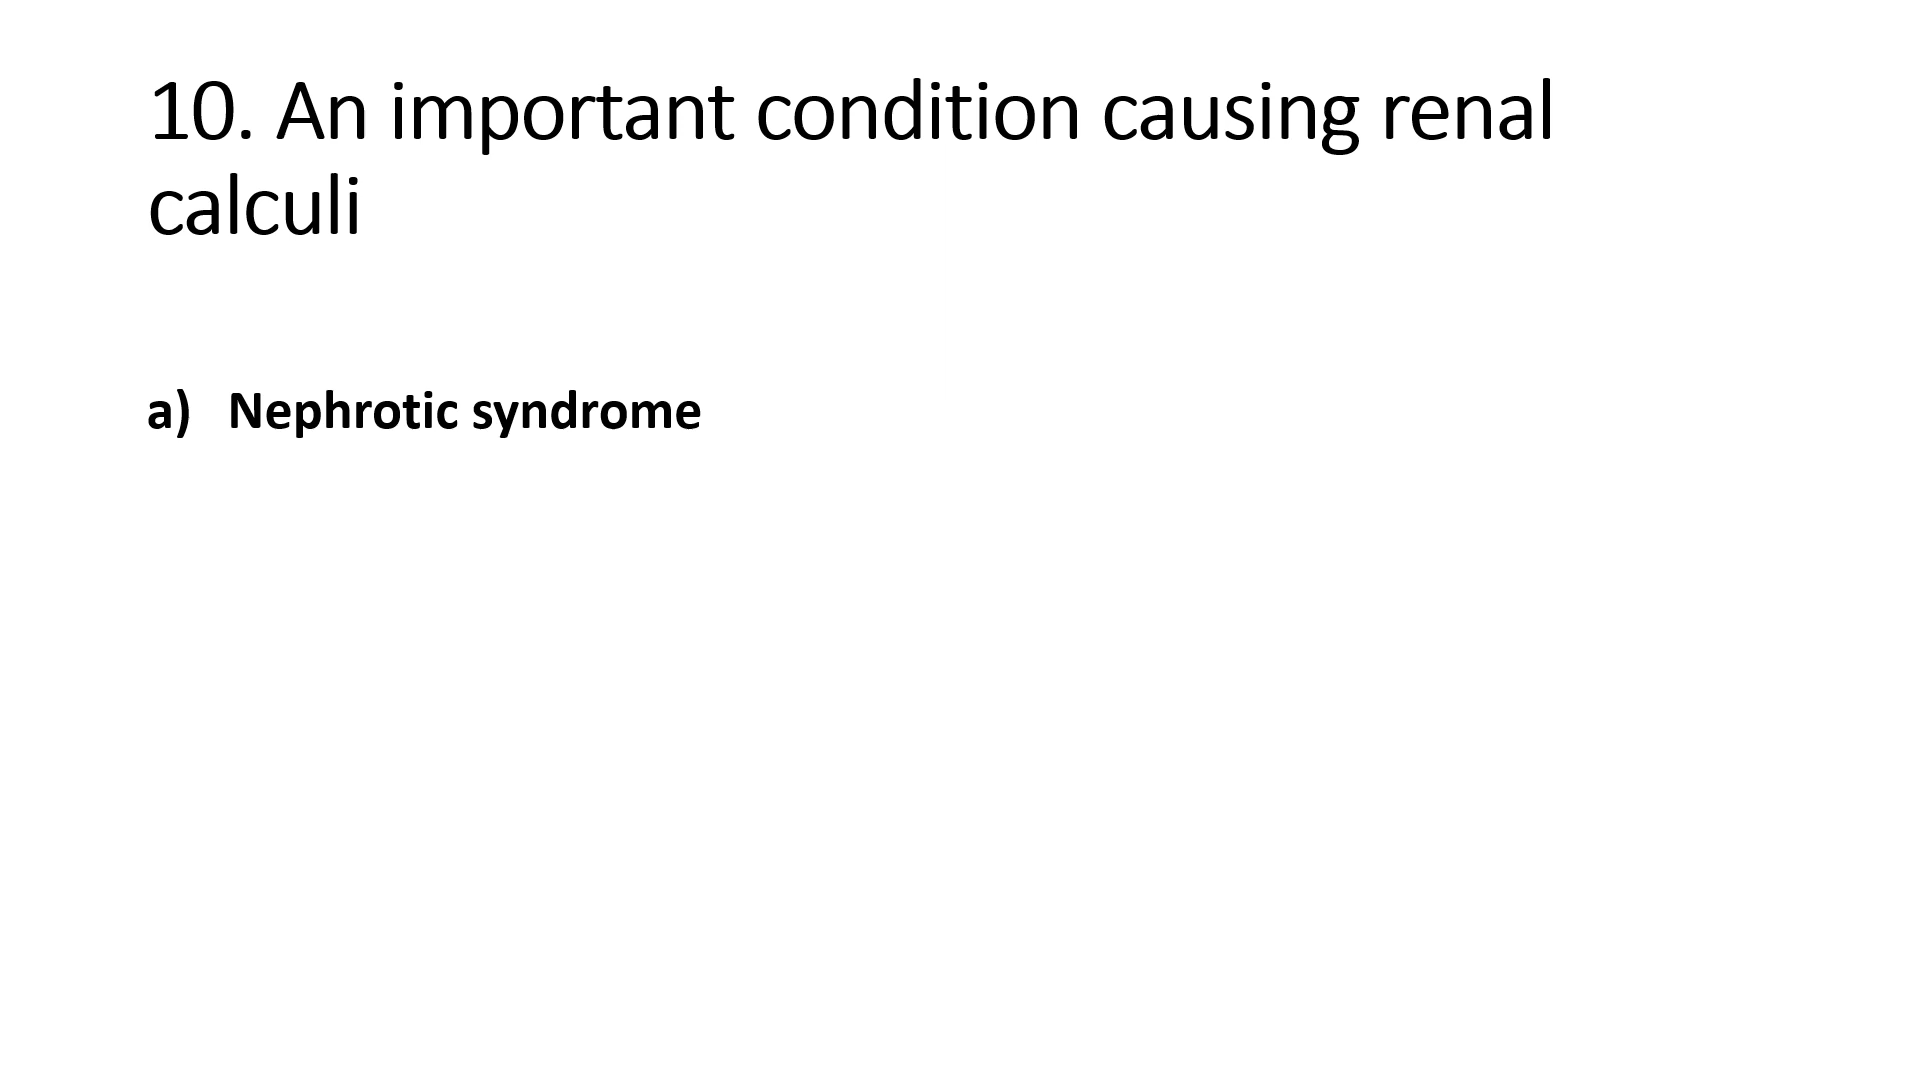 10. An important condition causing renal
calculi
a) Nephrotic syndrome